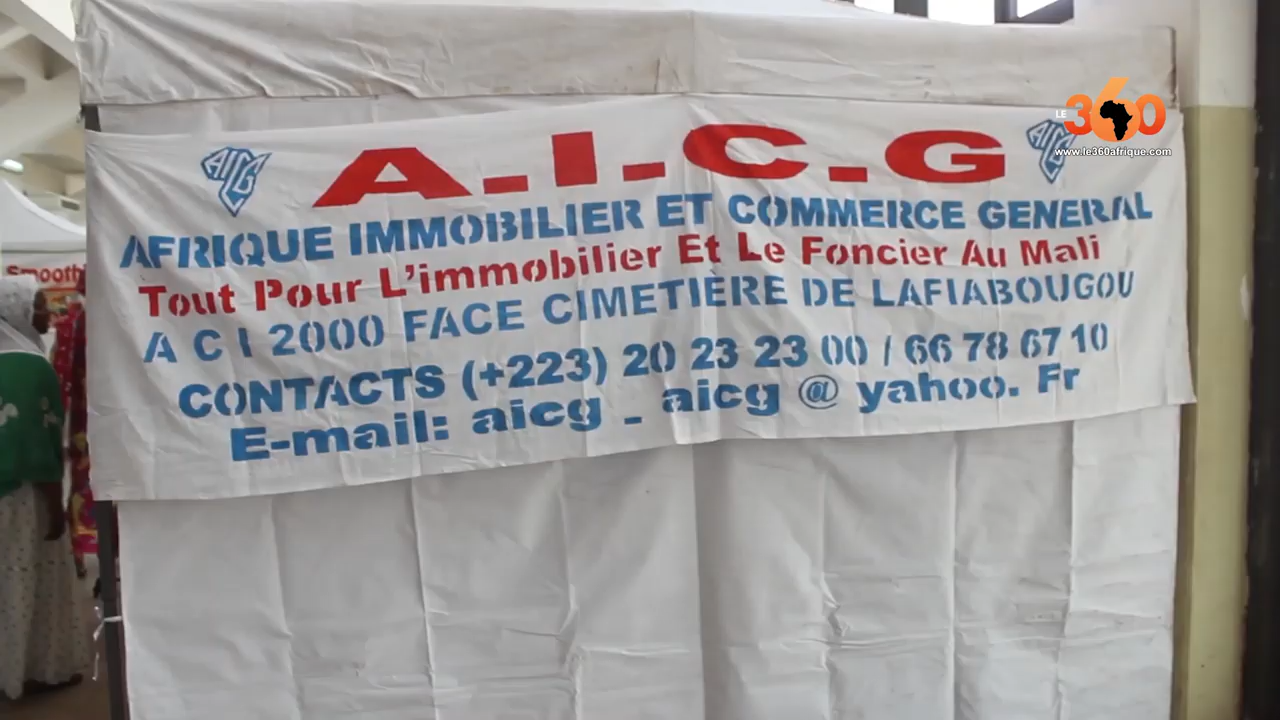 LE 360
www.le360afrique.com
Smooth
AICG
A.I.C.G
AFRIQUE IMMOBILIER ET COMMERCE GENERAL
Tout Pour L'immobilier Et Le Foncier Au Mali
A C I 2000 FACE CIMETIÈRE DE LAFIABOUGOU
CONTACTS (+223) 20 23 23 00 / 66 78 67 10
E-mail: aicg _ aicg @ yahoo. Fr